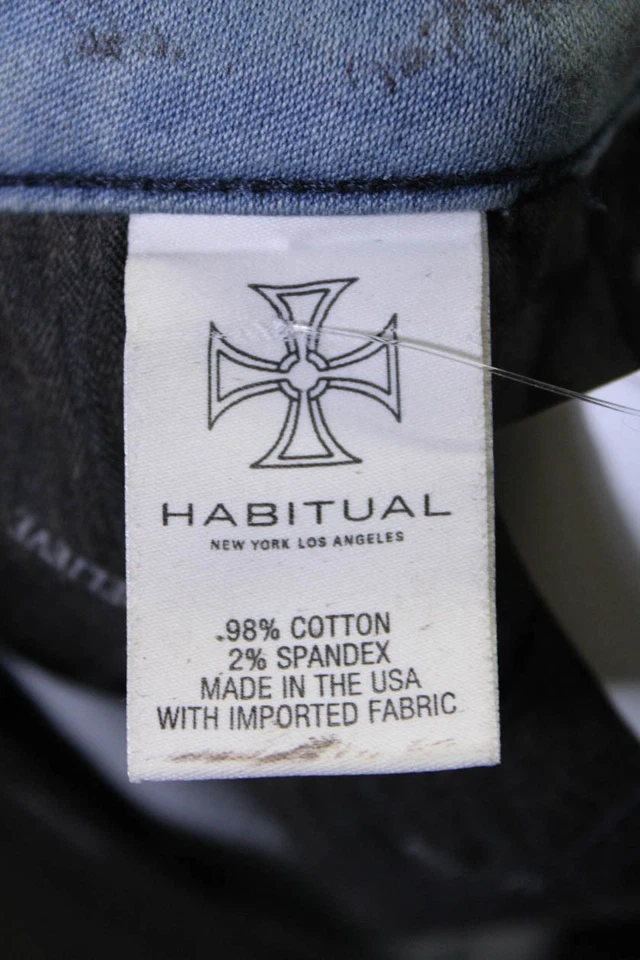 HABITUAL
NEW YORK LOS ANGELES
98% COTTON
2% SPANDEX
MADE IN THE USA
WITH IMPORTED FABRIC